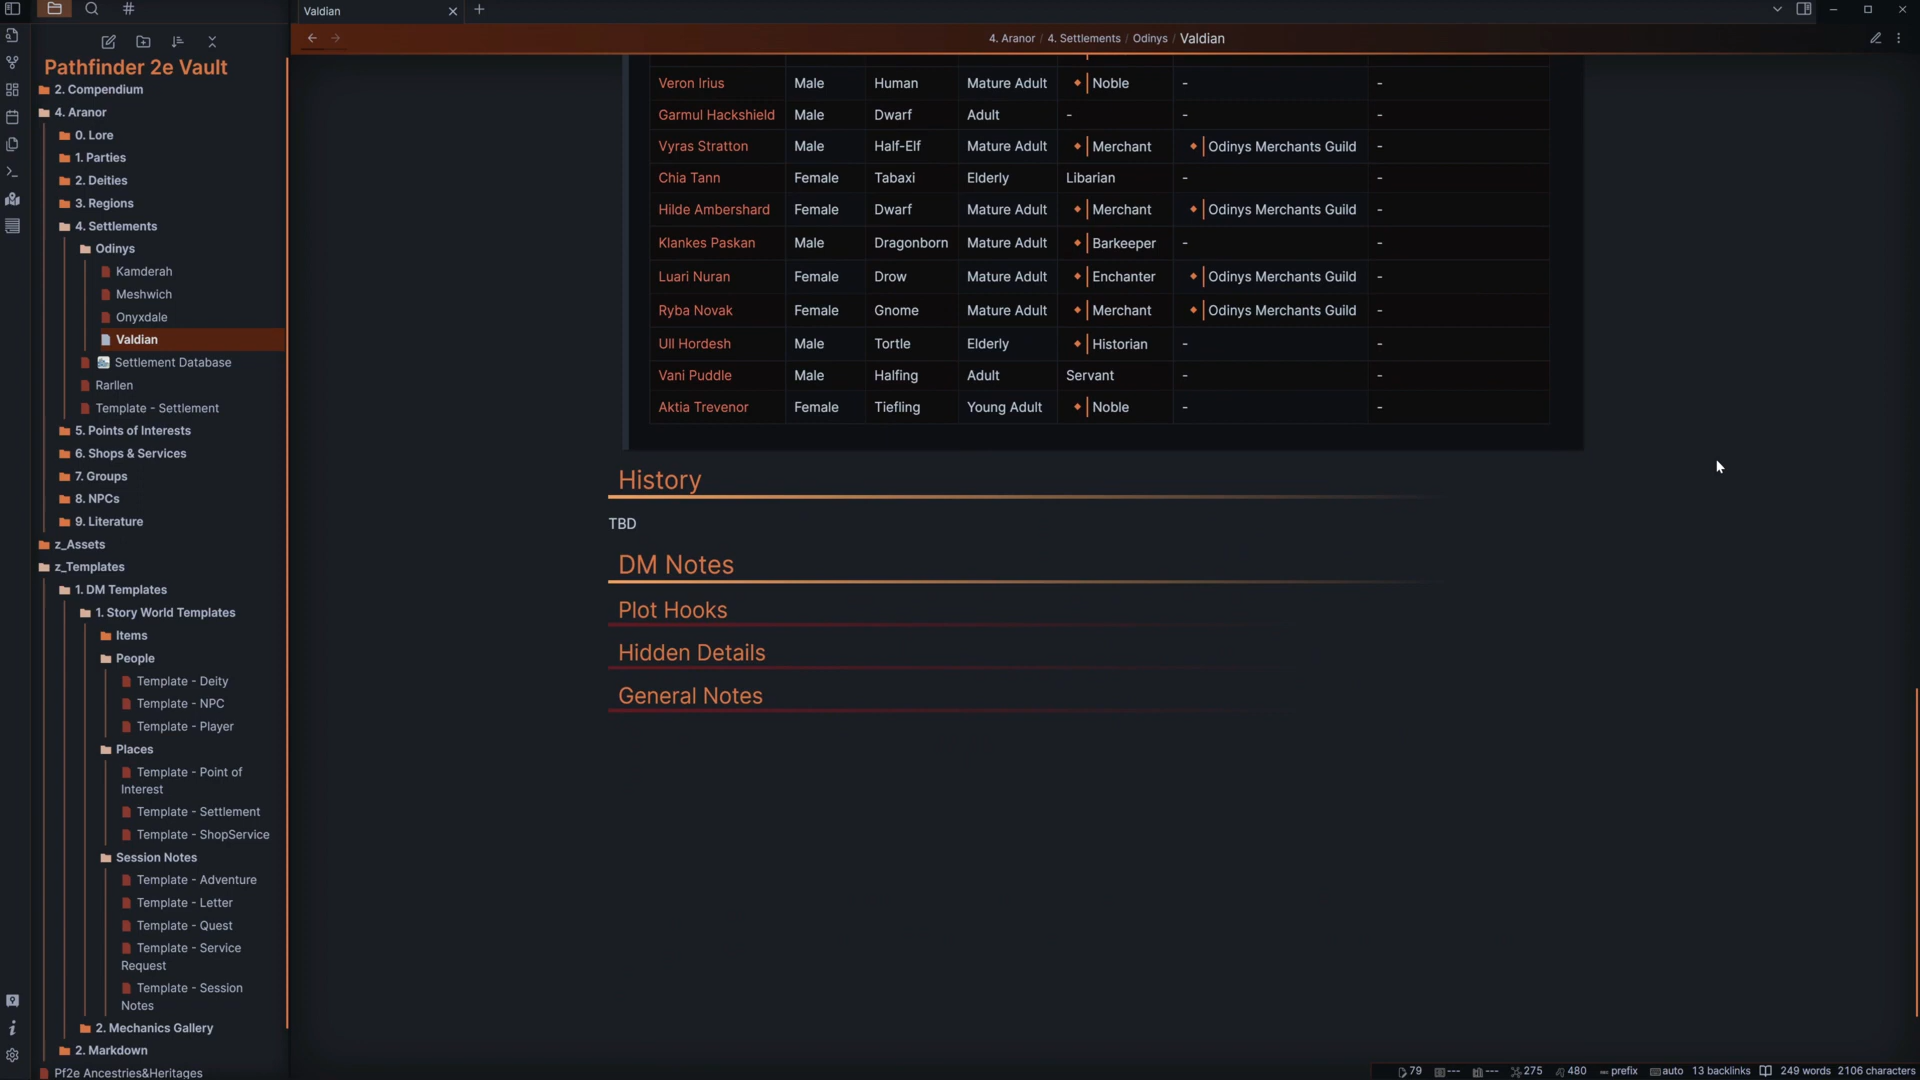 Valdian
4. Aranor / 4. Settlements / Odinys / Valdian
Pathfinder 2e Vault
2. Compendium
4. Aranor
0. Lore
1. Parties
2. Deities
3. Regions
4. Settlements
Odinys
Kamderah
Meshwich
Onyxdale
Valdian
Settlement Database
Rarllen
Template - Settlement
5. Points of Interests
6. Shops & Services
7. Groups
8. NPCs
9. Literature
z_Assets
z_Templates
1. DM Templates
1. Story World Templates
Items
People
Template - Deity
Template - NPC
Template - Player
Places
Template - Point of
Interest
Template - Settlement
Template - ShopService
Session Notes
Template - Adventure
Template - Letter
Template - Quest
Template - Service
Request
Template - Session
Notes
2. Mechanics Gallery
2. Markdown
Pf2e Ancestries&Heritages
Veron Irius Male Human Mature Adult Noble - -
Garmul Hackshield Male Dwarf Adult - - -
Vyras Stratton Male Half-Elf Mature Adult Merchant Odinys Merchants Guild -
Chia Tann Female Tabaxi Elderly Libarian - -
Hilde Ambershard Female Dwarf Mature Adult Merchant Odinys Merchants Guild -
Klankes Paskan Male Dragonborn Mature Adult Barkeeper - -
Luari Nuran Female Drow Mature Adult Enchanter Odinys Merchants Guild -
Ryba Novak Female Gnome Mature Adult Merchant Odinys Merchants Guild -
Ull Hordesh Male Tortle Elderly Historian - -
Vani Puddle Male Halfing Adult Servant - -
Aktia Trevenor Female Tiefling Young Adult Noble - -
History
TBD
DM Notes
Plot Hooks
Hidden Details
General Notes
79 --- --- 275 480 prefix auto 13 backlinks 249 words 2106 characters